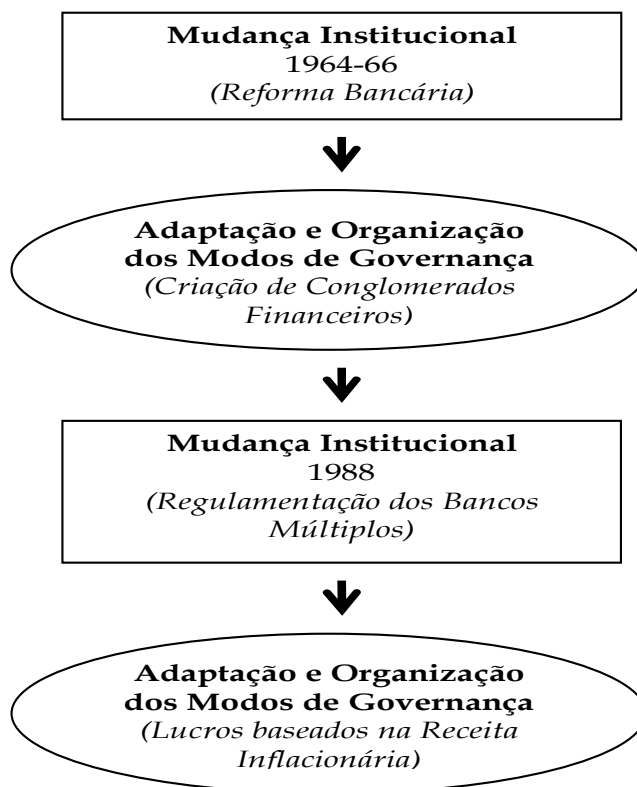 Mudança Institucional
1964-66
(Reforma Bancária)
Adaptação e Organização
dos Modos de Governança
(Criação de Conglomerados
Financeiros)
Mudança Institucional
1988
(Regulamentação dos Bancos
Múltiplos)
Adaptação e Organização
dos Modos de Governança
(Lucros baseados na Receita
Inflacionária)